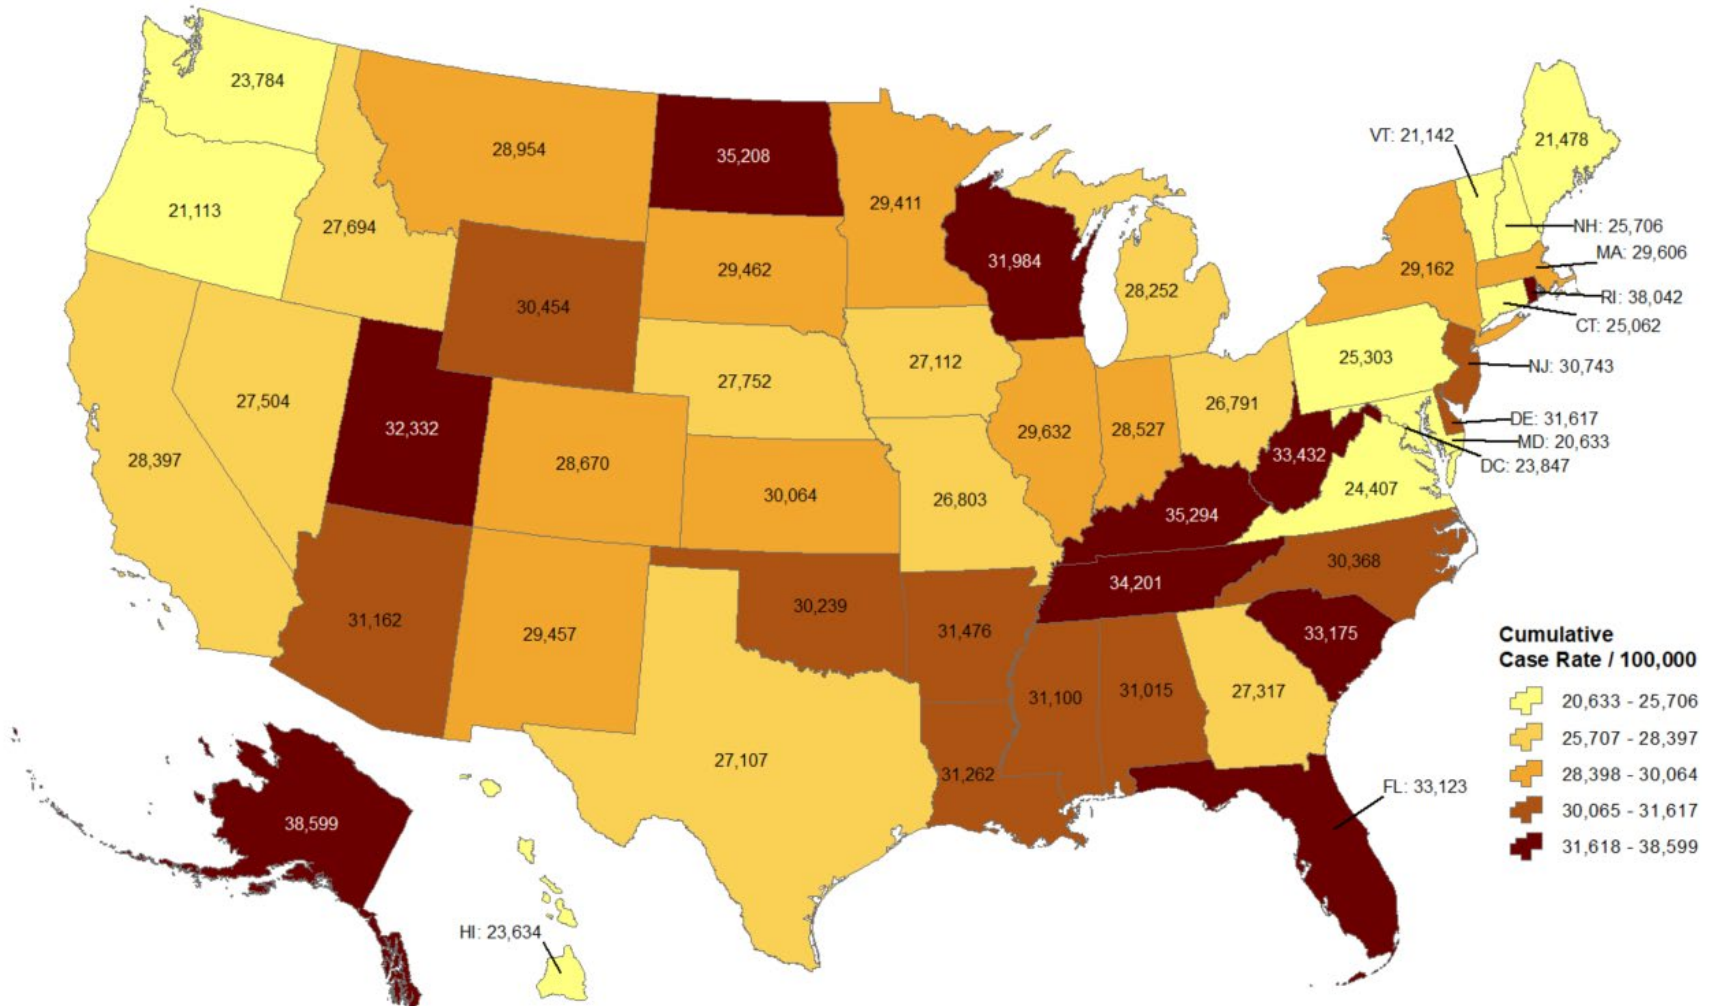 23,784
28,954
35,208
VT: 21,142
21,478
21,113
27,694
29,411
NH: 25,706
MA: 29,606
29,462
31,984
29,162
28,252
RI: 38,042
30,454
CT: 25,062
27,112
25,303
NJ: 30,743
27,752
27,504
26,791
32,332
29,632
28,527
DE: 31,617
MD: 20,633
DC: 23,847
28,397
28,670
33,432
30,064
26,803
24,407
35,294
30,368
34,201
31,162
29,457
30,239
31,476
33,175
Cumulative
Case Rate / 100,000
20,633 - 25,706
25,707 - 28,397
28,398 - 30,064
30,065 - 31,617
31,618 - 38,599
31,100
31,015
27,317
27,107
31,262
FL: 33,123
38,599
HI: 23,634